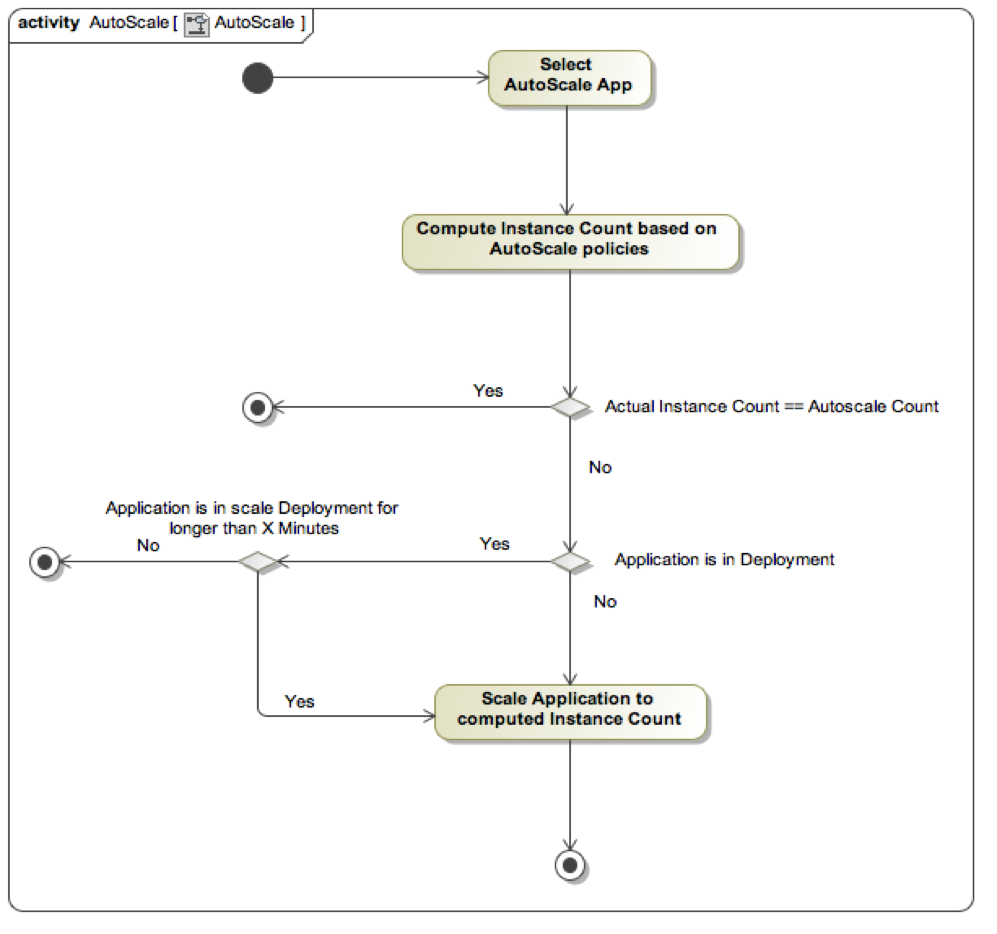 activity AutoScale [ AutoScale ]
Select
AutoScale App
Compute Instance Count based on
AutoScale policies
Yes
Actual Instance Count == Autoscale Count
No
Application is in scale Deployment for
longer than X Minutes
No
Yes
Application is in Deployment
No
Yes
Scale Application to
computed Instance Count